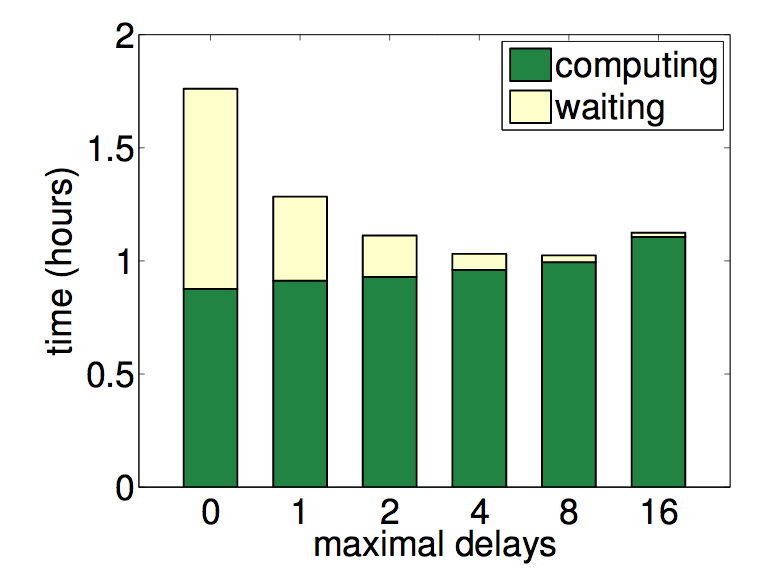 2
computing
waiting
1.5
1
0.5
0
time (hours)
0 1 2 4 8 16
maximal delays